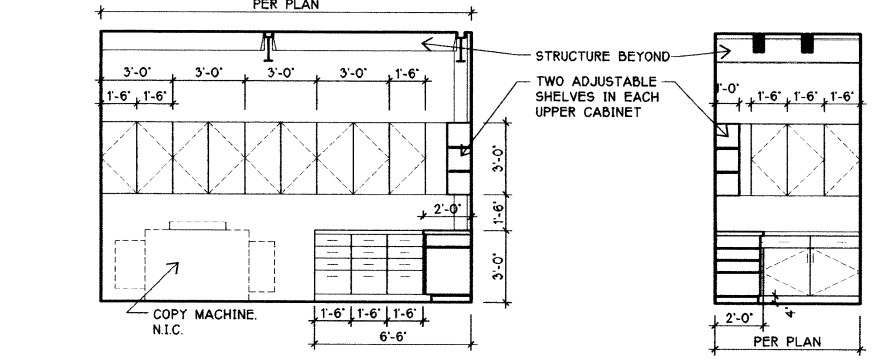 PER PLAN
STRUCTURE BEYOND
3'-0" 3'-0" 3'-0" 3'-0" 1'-6"
TWO ADJUSTABLE
SHELVES IN EACH
UPPER CABINET
1'-0"
1'-6" 1'-6"
1'-6" 1'-6" 1'-6"
3'-0"
2'-0"
1'-6"
3'-0"
COPY MACHINE.
N.I.C.
1'-6" 1'-6" 1'-6"
6'-6"
4"
2'-0"
PER PLAN